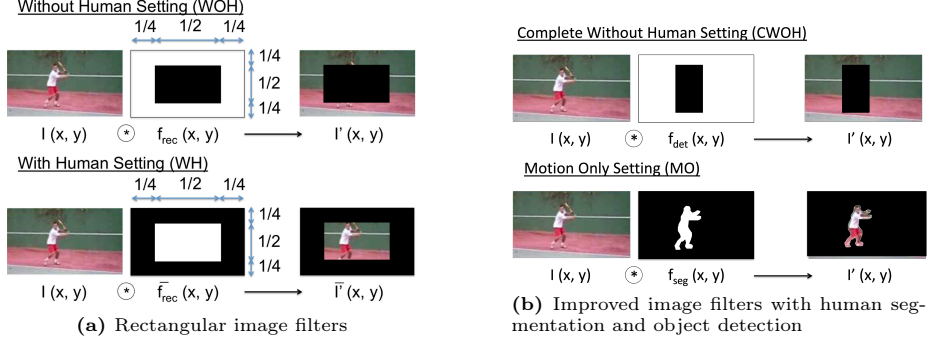 Without Human Setting (WOH)
1/4 1/2 1/4
1/4
1/2
1/4
I (x, y) * f_rec (x, y) I' (x, y)
With Human Setting (WH)
1/4 1/2 1/4
1/4
1/2
1/4
I (x, y) * f̅_rec (x, y) I̅' (x, y)
(a) Rectangular image filters
Complete Without Human Setting (CWOH)
I (x, y) * f_det (x, y) I' (x, y)
Motion Only Setting (MO)
I (x, y) * f_seg (x, y) I' (x, y)
(b) Improved image filters with human seg-
mentation and object detection